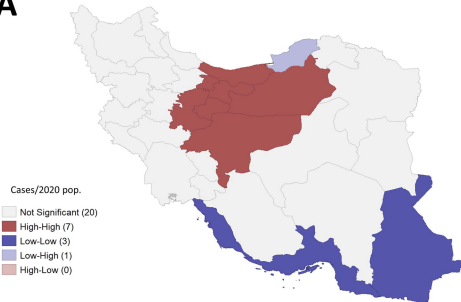 A
Cases/2020 pop.
Not Significant (20)
High-High (7)
Low-Low (3)
Low-High (1)
High-Low (0)